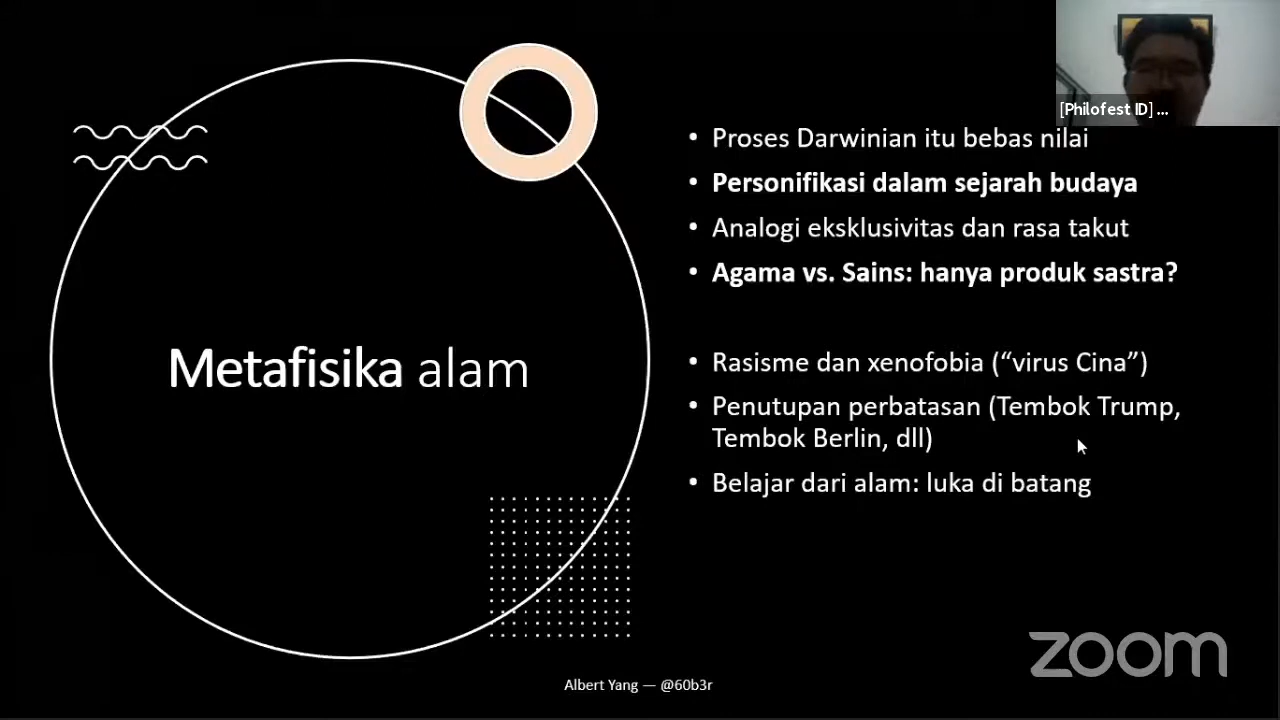 [Philofest ID] ...
Metafisika alam
• Proses Darwinian itu bebas nilai
• Personifikasi dalam sejarah budaya
• Analogi eksklusivitas dan rasa takut
• Agama vs. Sains: hanya produk sastra?
• Rasisme dan xenofobia (“virus Cina”)
• Penutupan perbatasan (Tembok Trump,
Tembok Berlin, dll)
• Belajar dari alam: luka di batang
zoom
Albert Yang — @60b3r